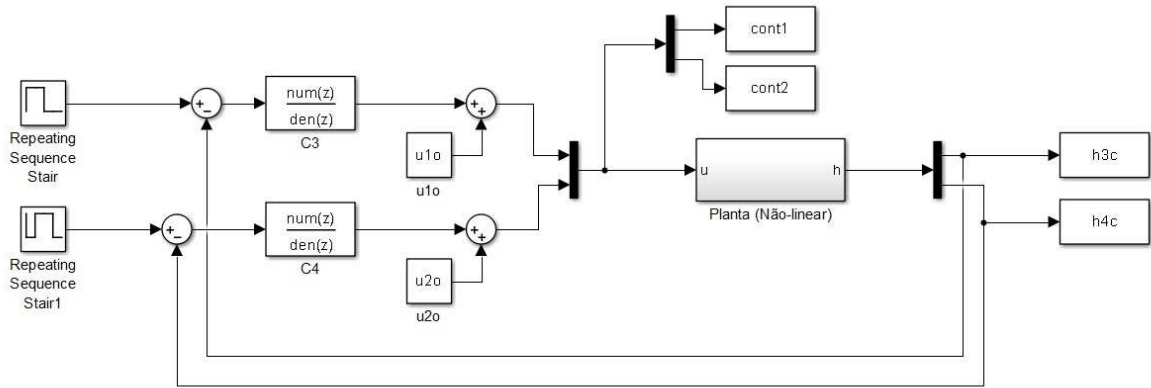 cont1
cont2
Repeating
Sequence
Stair
+
−
num(z)
den(z)
C3
+
+
u1o
u1o
u
h
Planta (Não-linear)
h3c
h4c
Repeating
Sequence
Stair1
+
−
num(z)
den(z)
C4
+
+
u2o
u2o